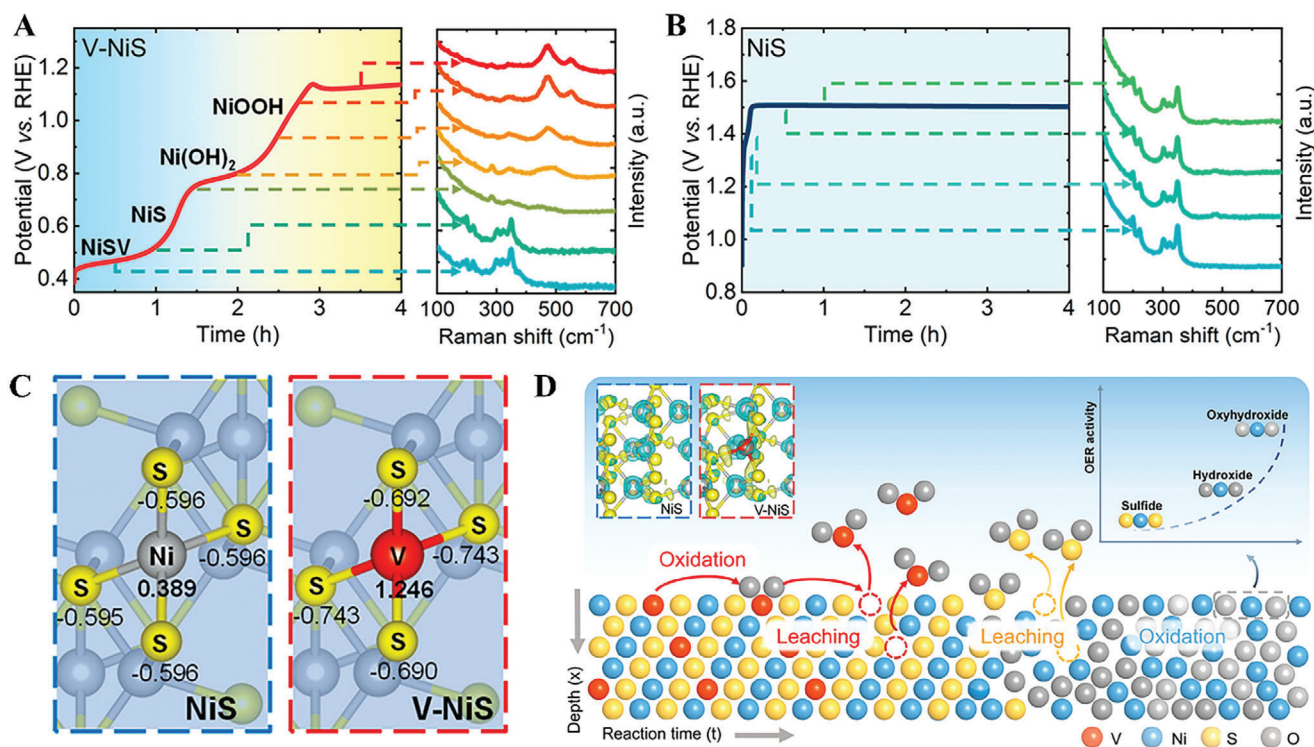 A
V-NiS
Potential (V vs. RHE)
1.2
1.0
0.8
0.6
0.4
NiOOH
Ni(OH)2
NiS
NiSV
0 1 2 3 4
Time (h)
100 300 500 700
Raman shift (cm-1)
Intensity (a.u.)
B
NiS
Potential (V vs. RHE)
1.8
1.6
1.4
1.2
1.0
0.8
0 1 2 3 4
Time (h)
100 300 500 700
Raman shift (cm-1)
Intensity (a.u.)
C
S
-0.596
S
Ni
-0.596
0.389
S
-0.595
S
-0.596
NiS
S
-0.692
S
V
-0.743
1.246
S
-0.743
S
-0.690
V-NiS
D
NiS
V-NiS
OER activity
Oxyhydroxide
Hydroxide
Sulfide
Oxidation
Leaching
Leaching
Oxidation
Depth (x)
Reaction time (t)
V Ni S O